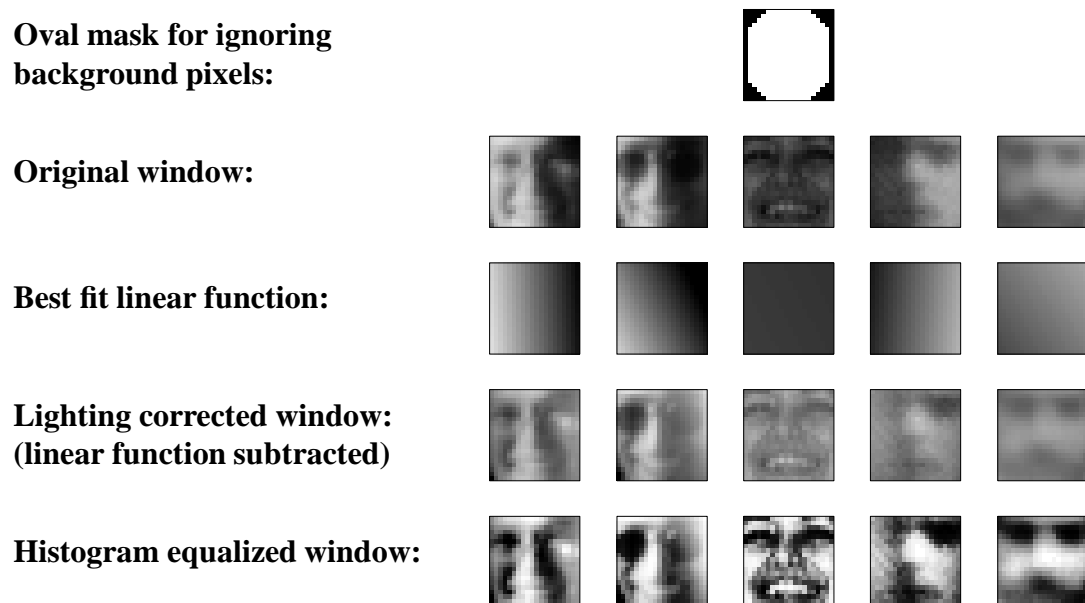 Oval mask for ignoring
background pixels:
Original window:
Best fit linear function:
Lighting corrected window:
(linear function subtracted)
Histogram equalized window: